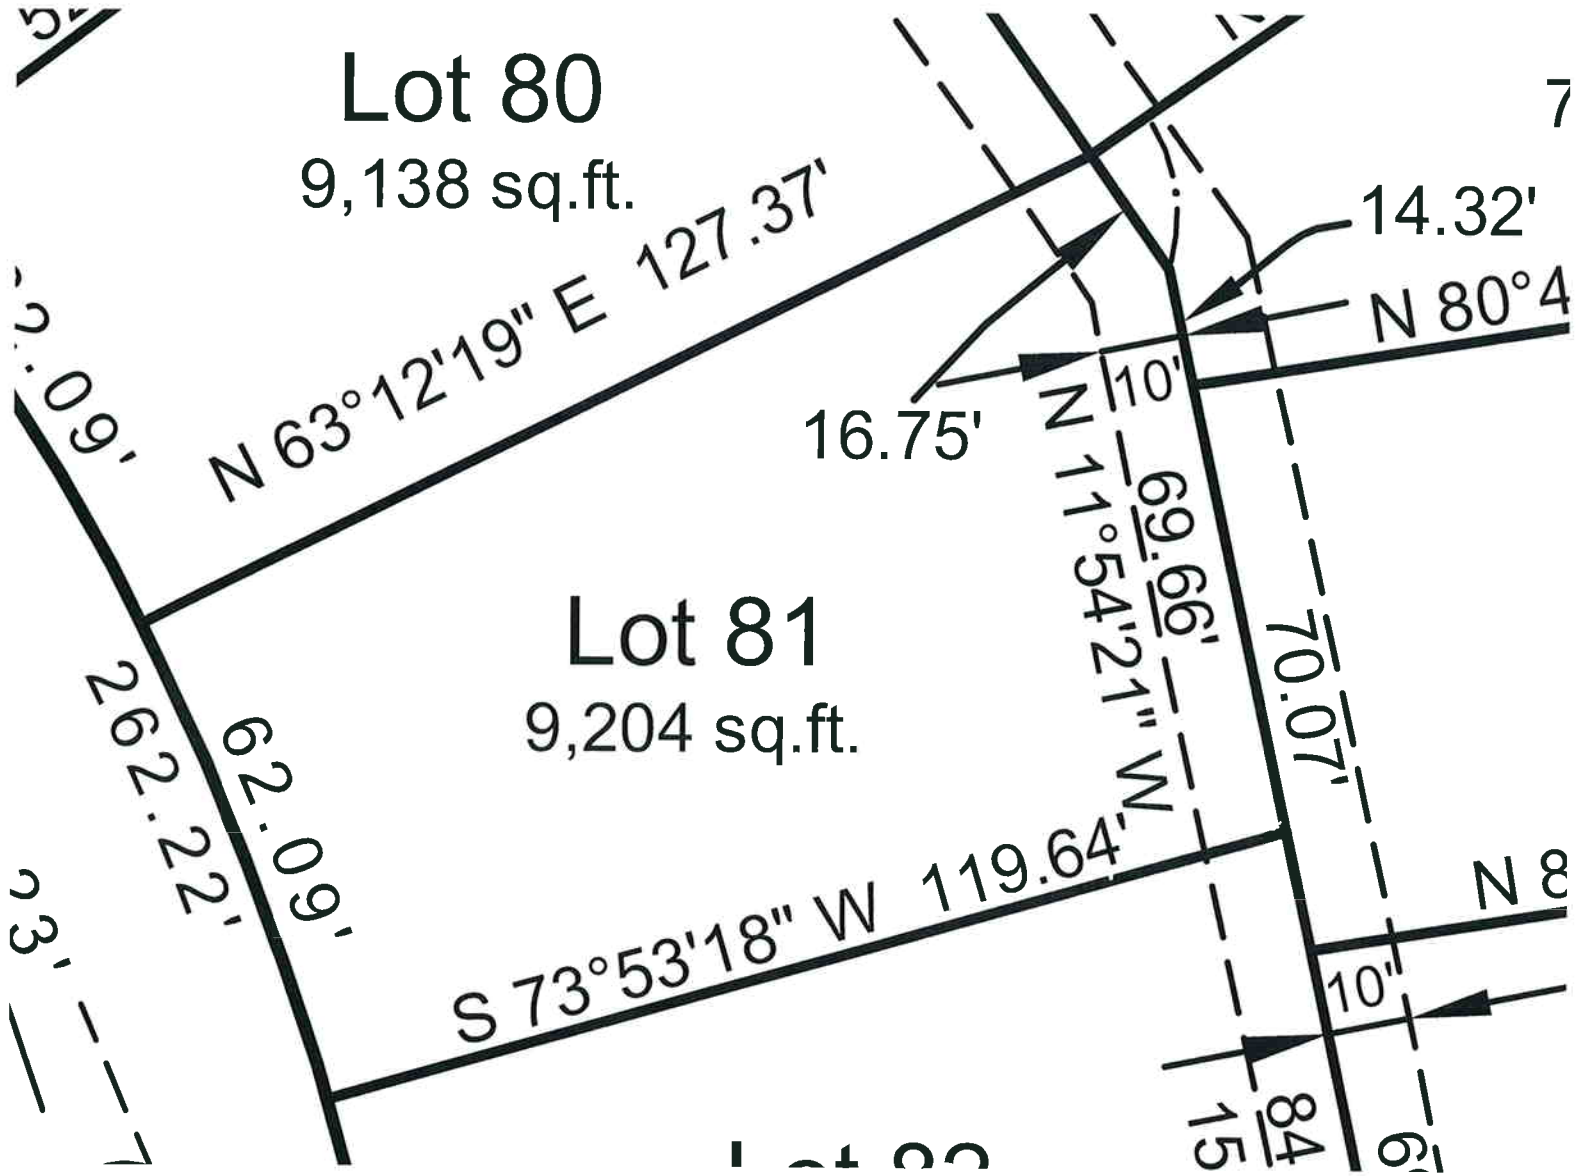 Lot 80
9,138 sq.ft.
N 63°12'19" E 127.37'
14.32'
N 80°4
10'
16.75'
N 11°54'21" W
69.66'
70.07'
Lot 81
9,204 sq.ft.
262.22'
62.09'
S 73°53'18" W 119.64'
N 8
10'
84
15